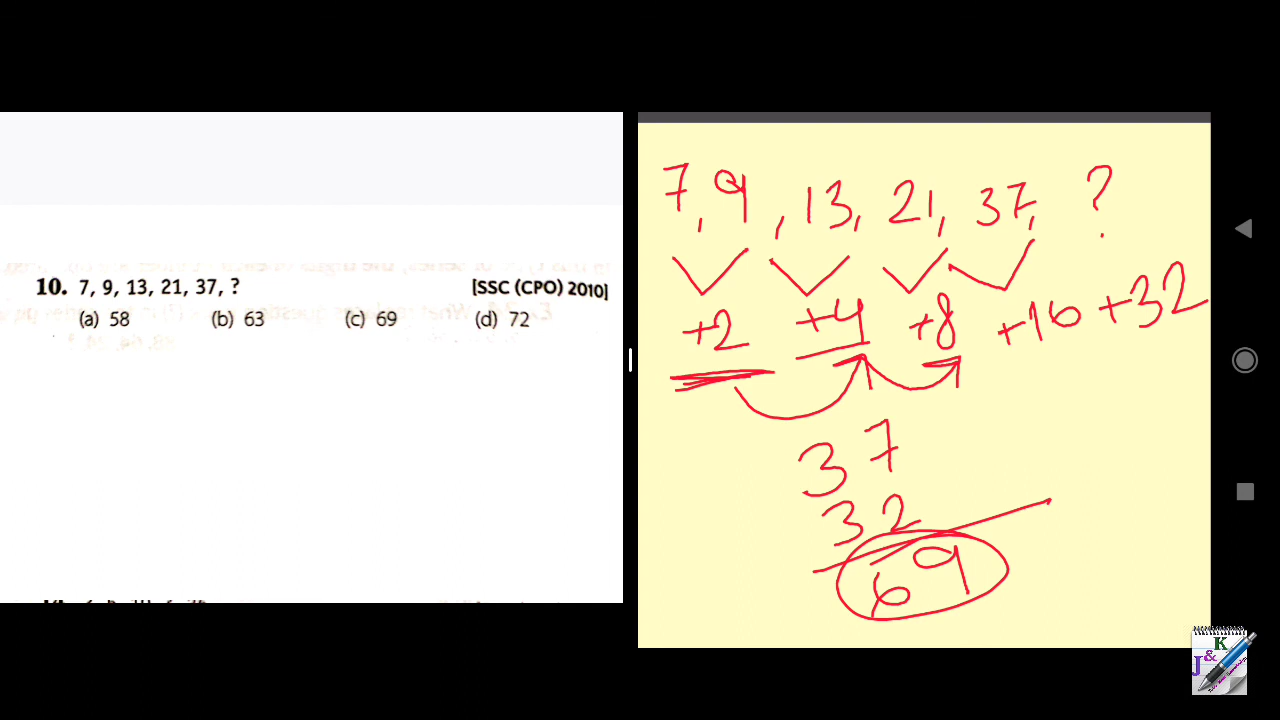 10. 7, 9, 13, 21, 37, ? [SSC (CPO) 2010]
(a) 58 (b) 63 (c) 69 (d) 72
7, 9, 13, 21, 37, ?
+2 +4 +8 +16 +32
37
32
69
J & K